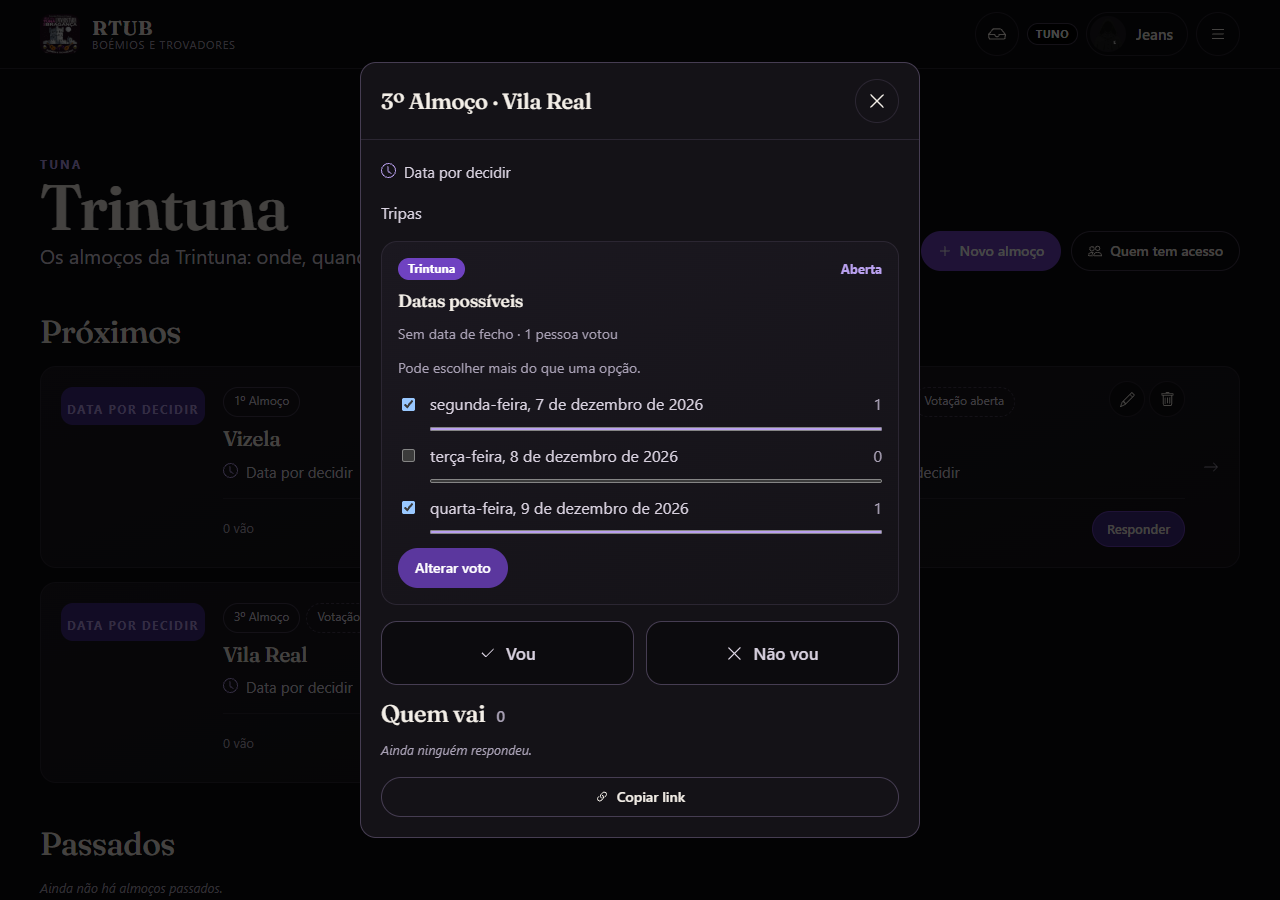 RTUB
BOÉMIOS E TROVADORES
TUNO
Jeans
3º Almoço · Vila Real
Data por decidir
Tripas
Trintuna
Aberta
Datas possíveis
Sem data de fecho · 1 pessoa votou
Pode escolher mais do que uma opção.
segunda-feira, 7 de dezembro de 2026 1
terça-feira, 8 de dezembro de 2026 0
quarta-feira, 9 de dezembro de 2026 1
Alterar voto
Vou
Não vou
Quem vai 0
Ainda ninguém respondeu.
Copiar link
TUNA
Trintuna
Os almoços da Trintuna: onde, quand
+ Novo almoço
Quem tem acesso
Próximos
DATA POR DECIDIR
1º Almoço
Vizela
Data por decidir
0 vão
Votação aberta
decidir
Responder
DATA POR DECIDIR
3º Almoço
Votação
Vila Real
Data por decidir
0 vão
Passados
Ainda não há almoços passados.